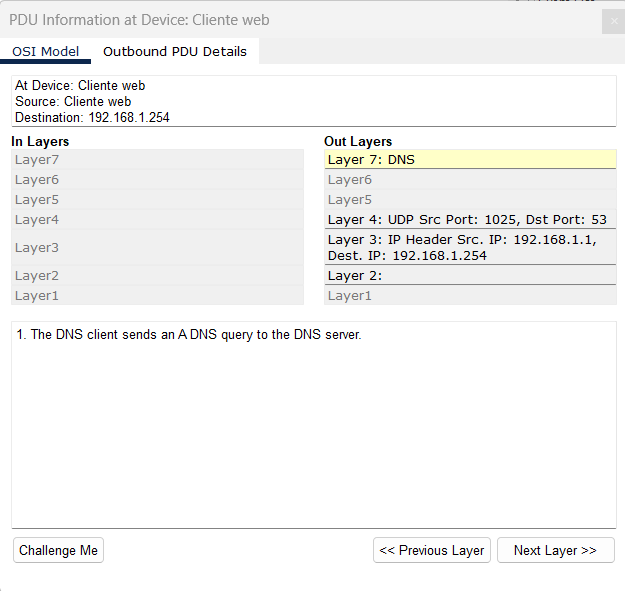 PDU Information at Device: Cliente web
OSI Model
Outbound PDU Details
At Device: Cliente web
Source: Cliente web
Destination: 192.168.1.254
In Layers
Layer7
Layer6
Layer5
Layer4
Layer3
Layer2
Layer1
Out Layers
Layer 7: DNS
Layer6
Layer5
Layer 4: UDP Src Port: 1025, Dst Port: 53
Layer 3: IP Header Src. IP: 192.168.1.1,
Dest. IP: 192.168.1.254
Layer 2:
Layer1
1. The DNS client sends an A DNS query to the DNS server.
Challenge Me
<< Previous Layer
Next Layer >>